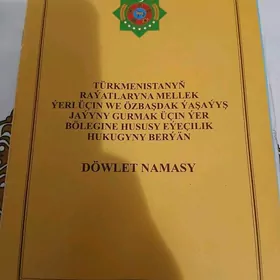 TÜRKMENISTANYŇ
RAÝATLARYNA MELLEK
ÝERI ÜÇIN WE ÖZBAŞDAK ÝAŞAÝYŞ
JAÝYNY GURMAK ÜÇIN ÝER
BÖLEGINE HUSUSY EÝEÇILIK
HUKUGYNY BERÝÄN
DÖWLET NAMASY